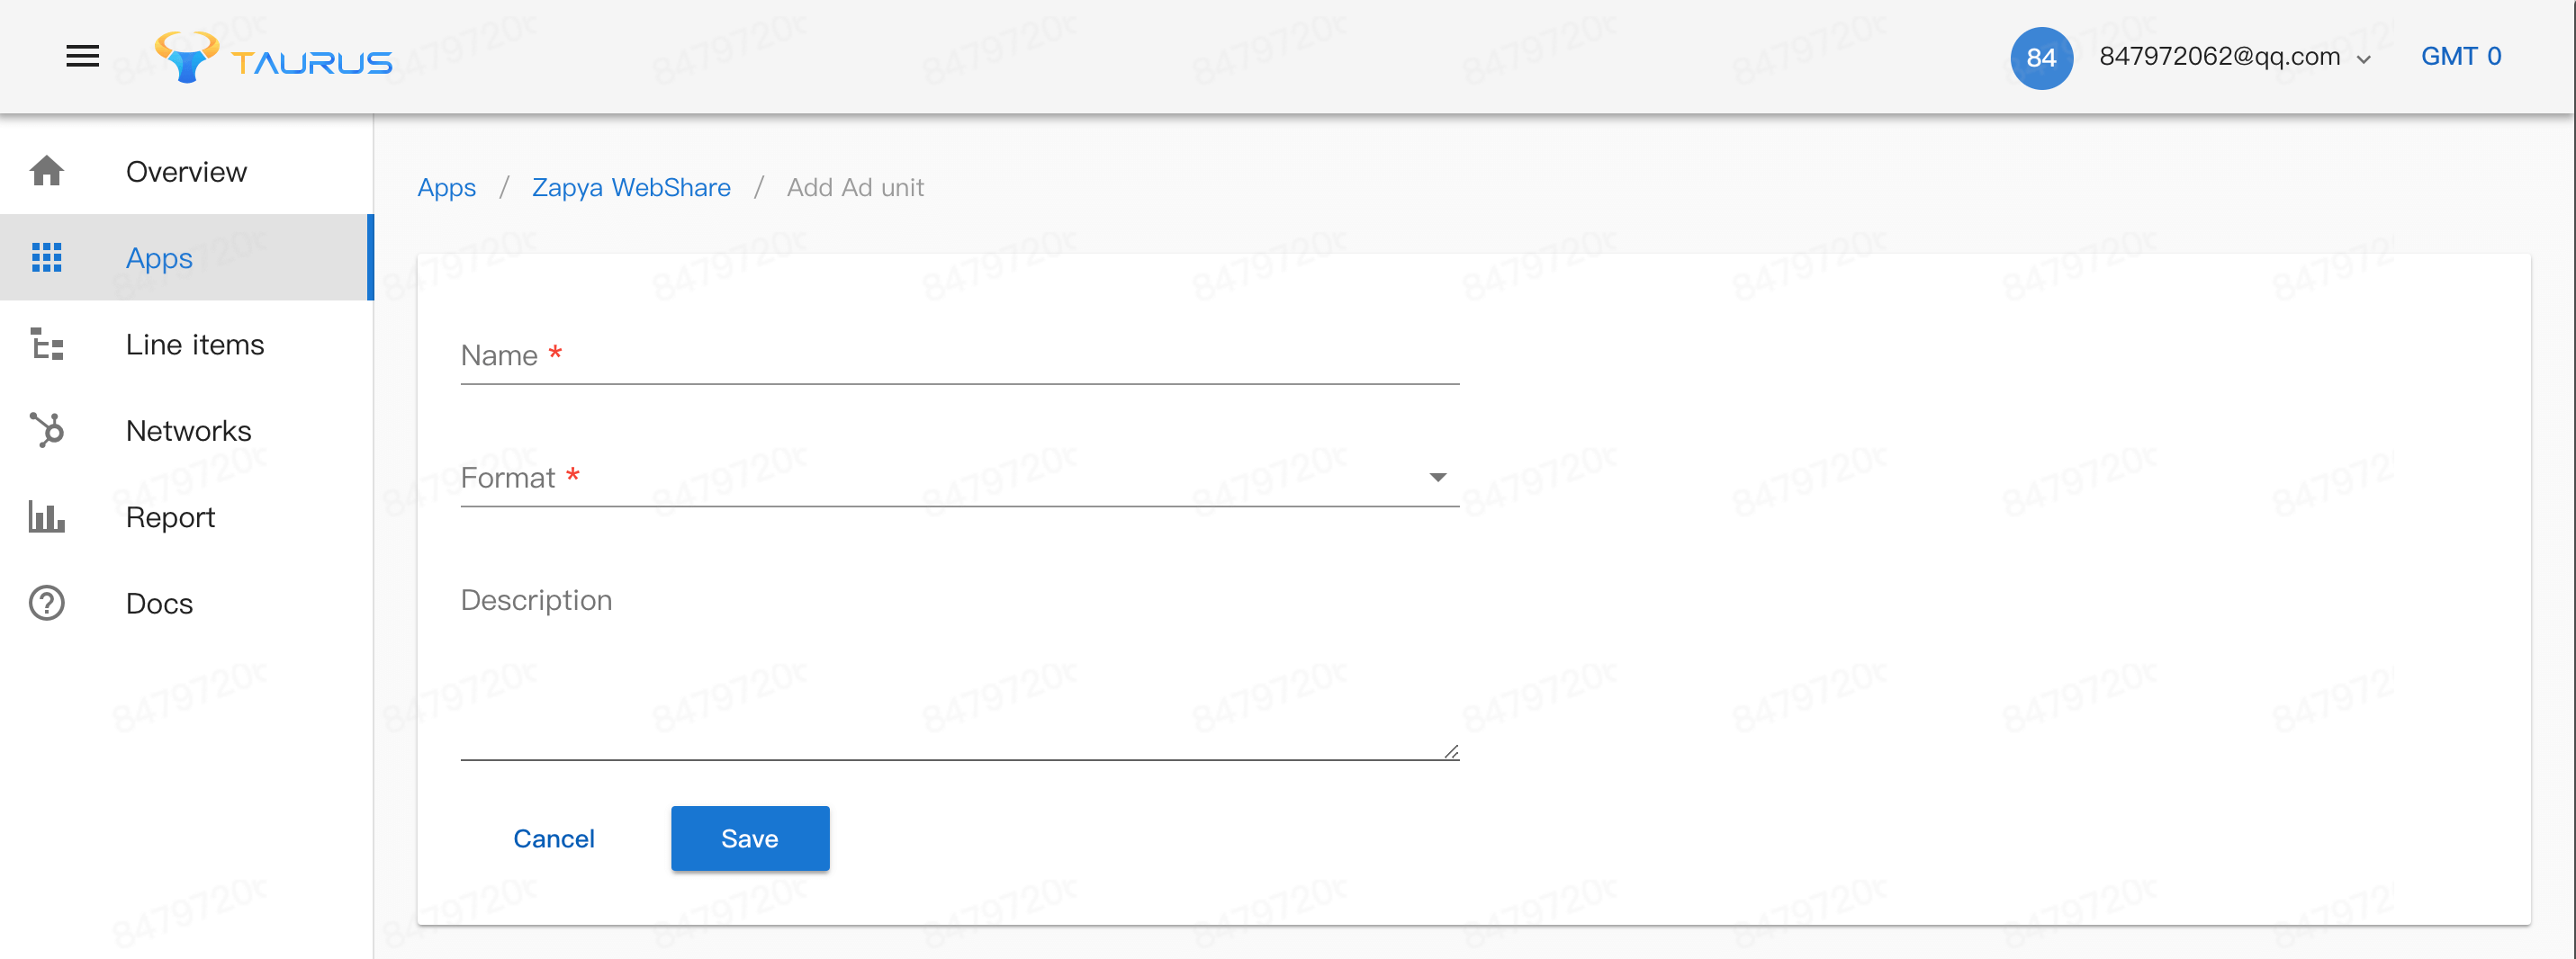 TAURUS
84 847972062@qq.com GMT 0
Overview
Apps
Line items
Networks
Report
Docs
Apps / Zapya WebShare / Add Ad unit
Name *
Format *
Description
Cancel Save